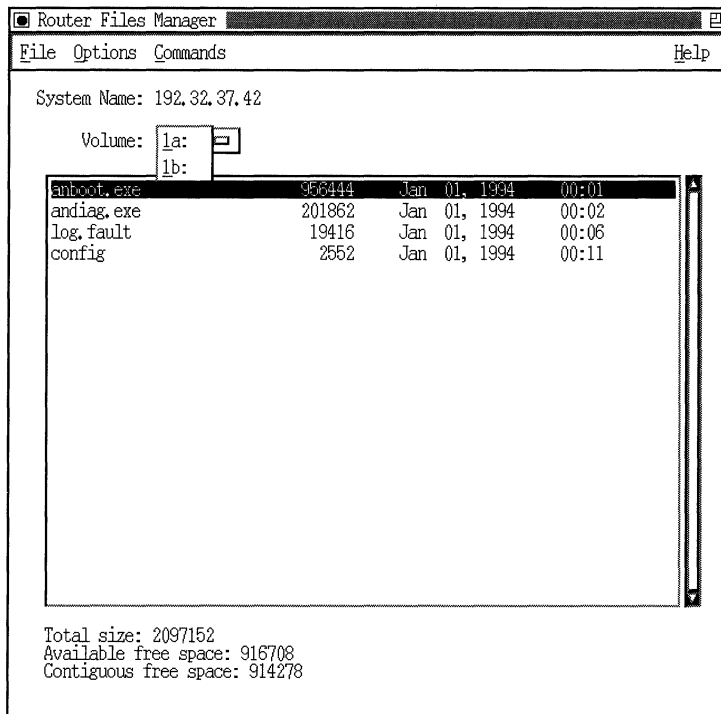 Router Files Manager
File Options Commands Help
System Name: 192.32.37.42
Volume: 1a:
1b:
anboot.exe 956444 Jan 01, 1994 00:01
andiag.exe 201862 Jan 01, 1994 00:02
log.fault 19416 Jan 01, 1994 00:06
config 2552 Jan 01, 1994 00:11
Total size: 2097152
Available free space: 916708
Contiguous free space: 914278